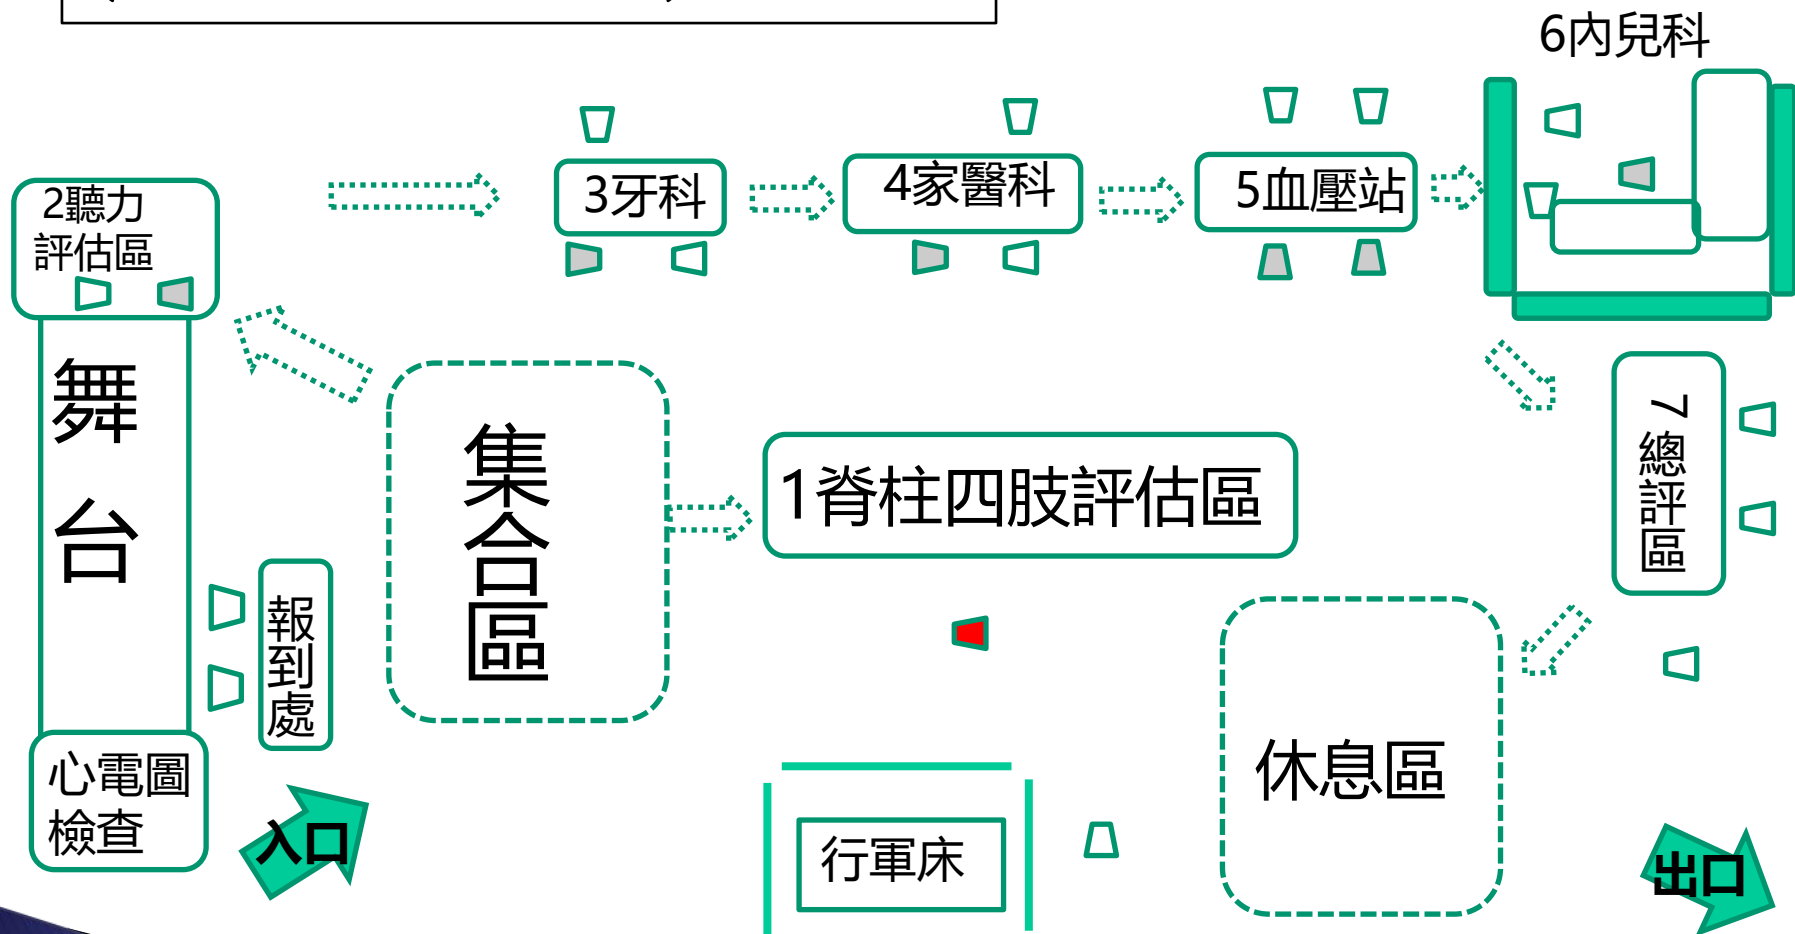 6內兒科
2聽力
評估區
3牙科
4家醫科
5血壓站
舞
台
集合區
1脊柱四肢評估區
7總評區
報到處
休息區
心電圖
檢查
入口
行軍床
出口